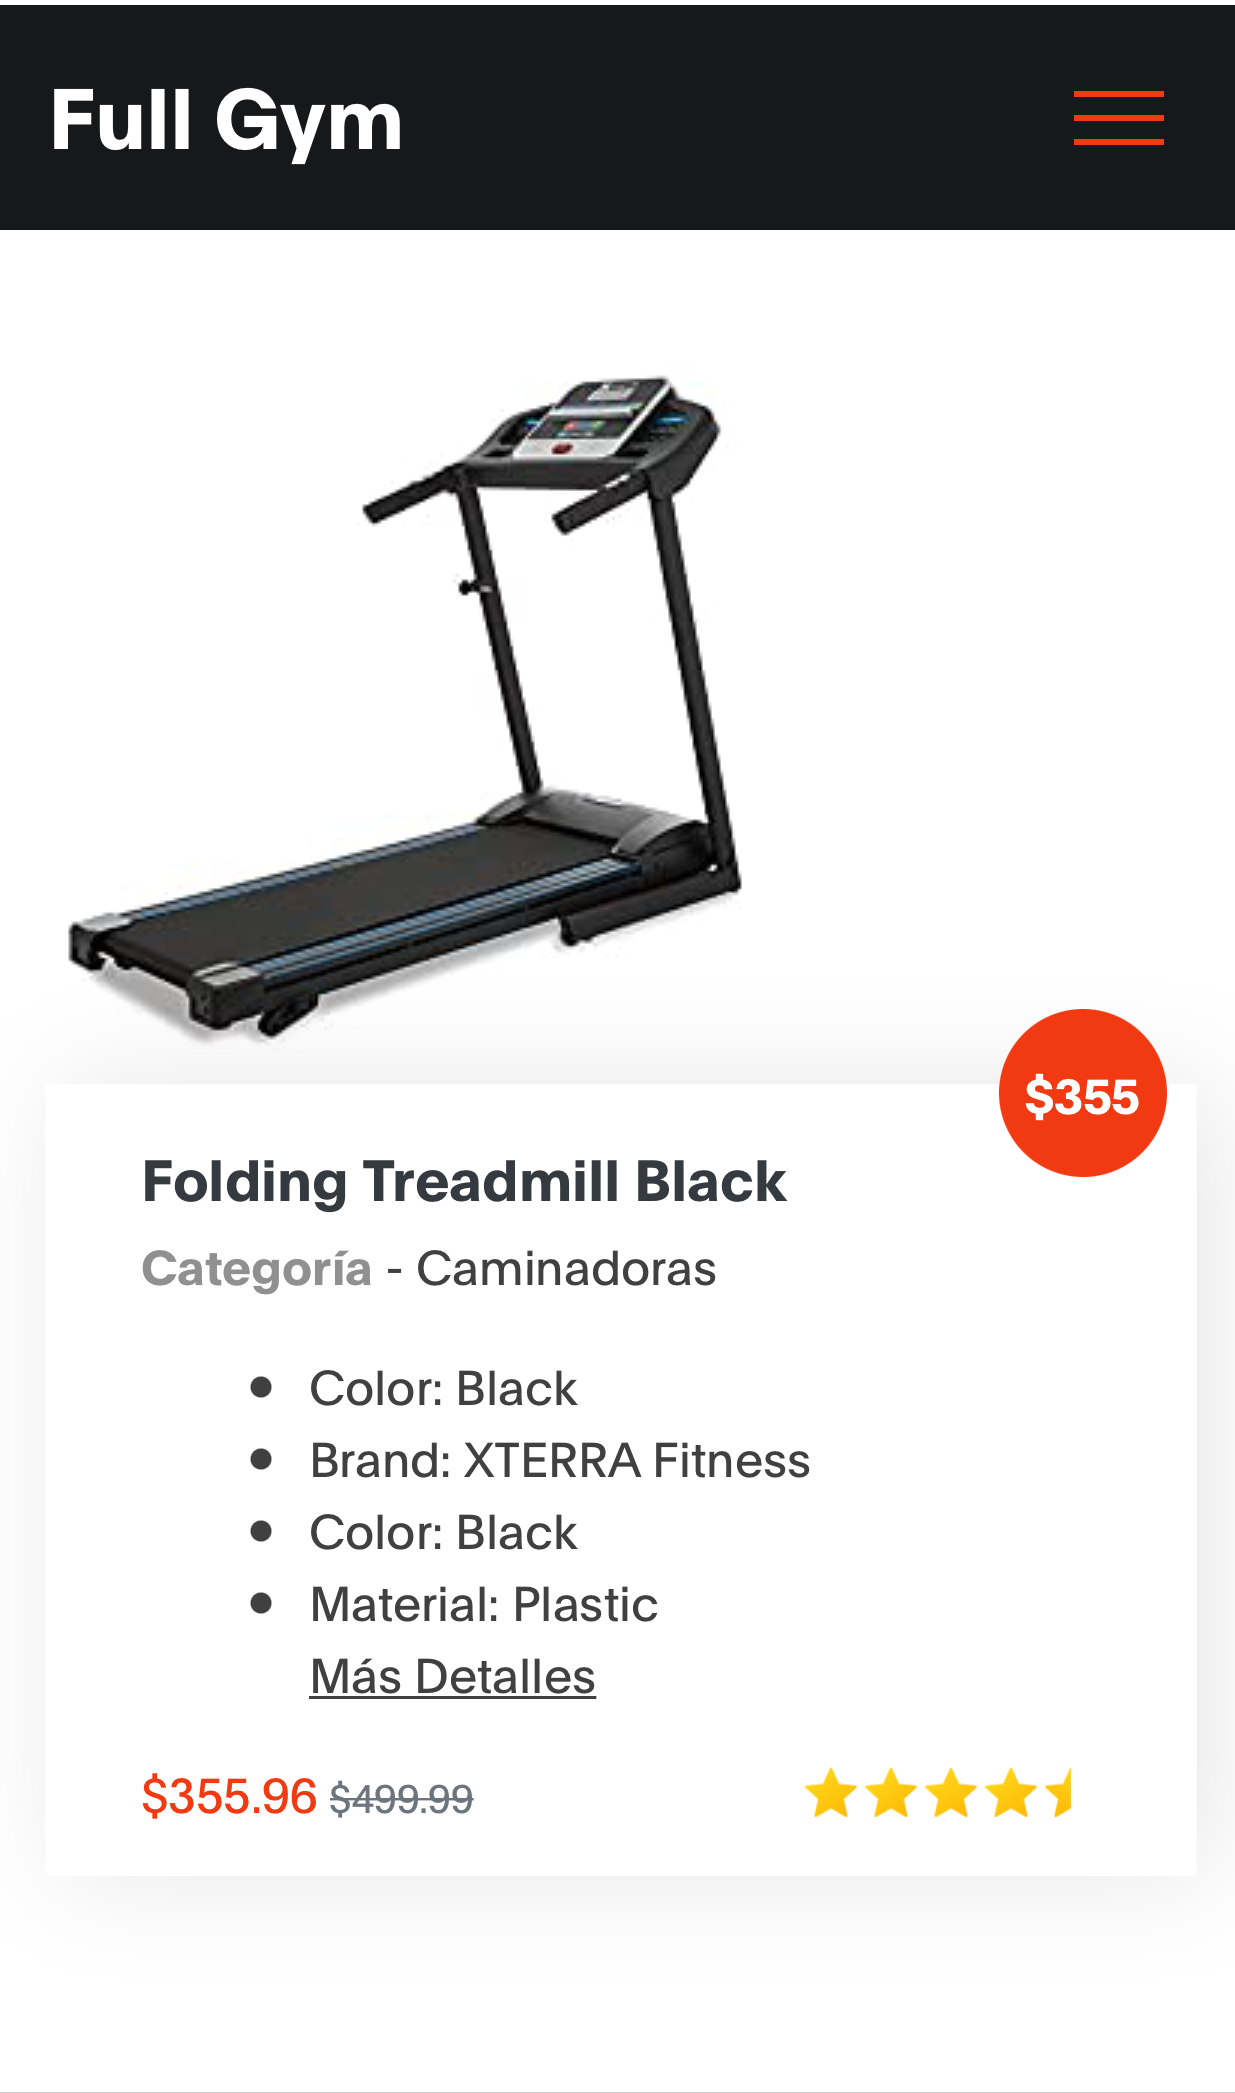 Full Gym
$355
Folding Treadmill Black
Categoría - Caminadoras
Color: Black
Brand: XTERRA Fitness
Color: Black
Material: Plastic
Más Detalles
$355.96 $499.99